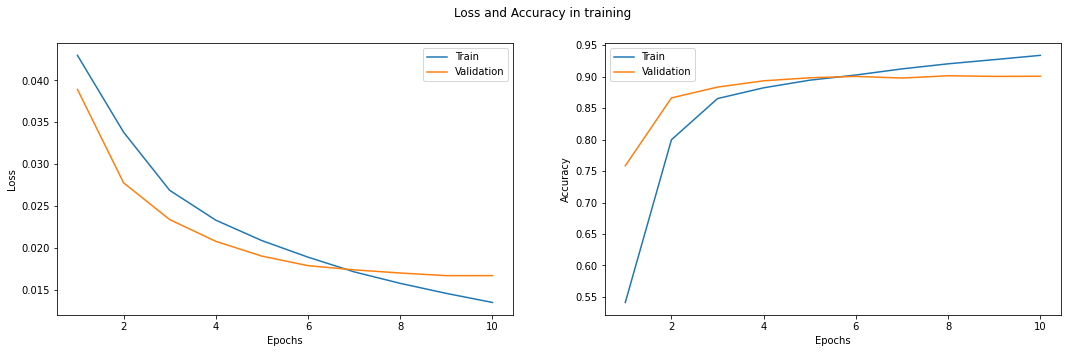 Loss and Accuracy in training
Train
Validation
0.040
0.035
0.030
0.025
0.020
0.015
Loss
2
4
6
8
10
Epochs
Train
Validation
0.95
0.90
0.85
0.80
0.75
0.70
0.65
0.60
0.55
Accuracy
2
4
6
8
10
Epochs